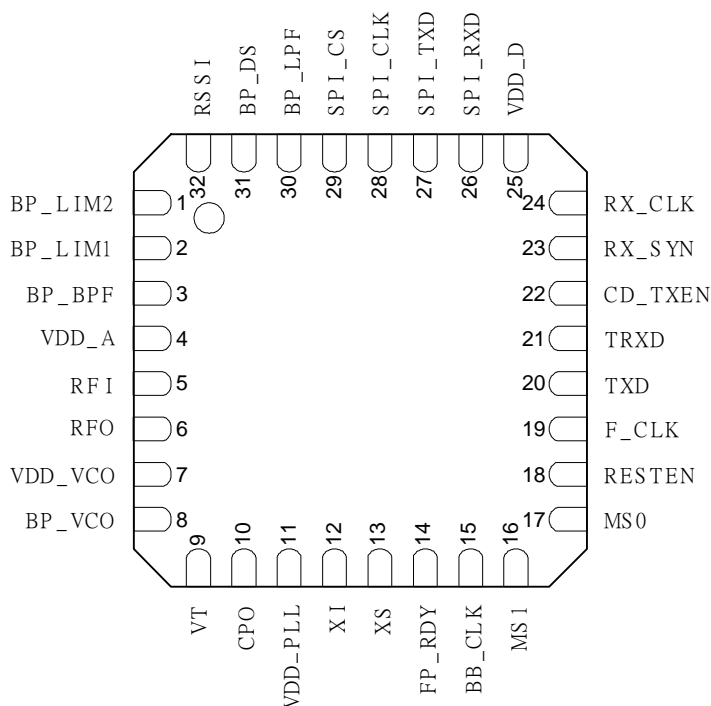 RSSI
BP_DS
BP_LPF
SPI_CS
SPI_CLK
SPI_TXD
SPI_RXD
VDD_D
32
31
30
29
28
27
26
25
BP_LIM2 1
BP_LIM1 2
BP_BPF 3
VDD_A 4
RFI 5
RFO 6
VDD_VCO 7
BP_VCO 8
24 RX_CLK
23 RX_SYN
22 CD_TXEN
21 TRXD
20 TXD
19 F_CLK
18 RESTEN
17 MS0
9
10
11
12
13
14
15
16
VT
CPO
VDD_PLL
XI
XS
FP_RDY
BB_CLK
MS1